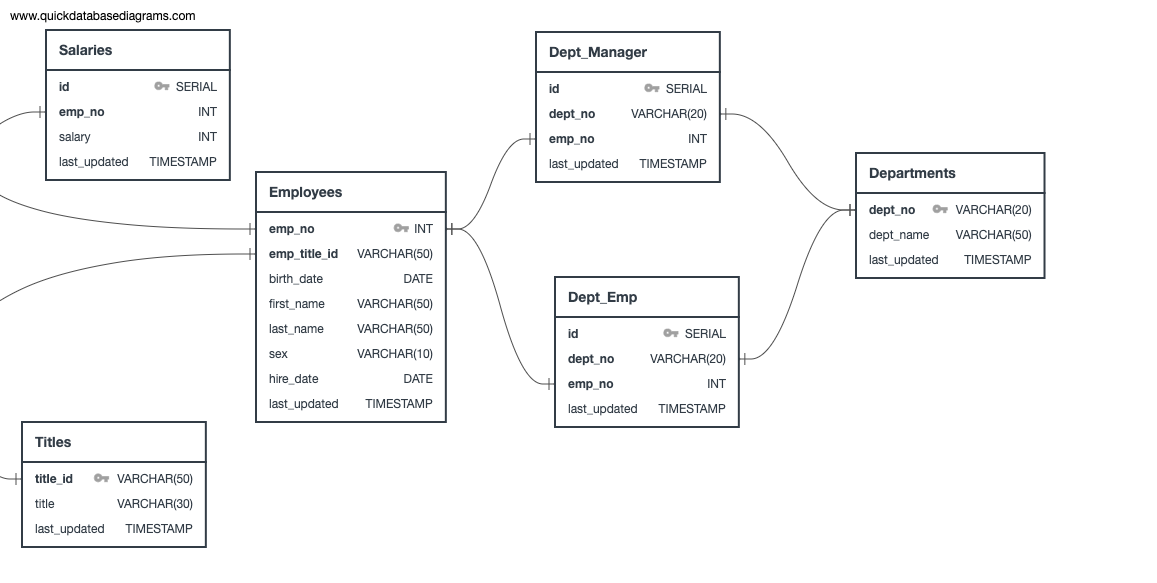 www.quickdatabasediagrams.com
Salaries
id SERIAL
emp_no INT
salary INT
last_updated TIMESTAMP
Employees
emp_no INT
emp_title_id VARCHAR(50)
birth_date DATE
first_name VARCHAR(50)
last_name VARCHAR(50)
sex VARCHAR(10)
hire_date DATE
last_updated TIMESTAMP
Titles
title_id VARCHAR(50)
title VARCHAR(30)
last_updated TIMESTAMP
Dept_Manager
id SERIAL
dept_no VARCHAR(20)
emp_no INT
last_updated TIMESTAMP
Dept_Emp
id SERIAL
dept_no VARCHAR(20)
emp_no INT
last_updated TIMESTAMP
Departments
dept_no VARCHAR(20)
dept_name VARCHAR(50)
last_updated TIMESTAMP